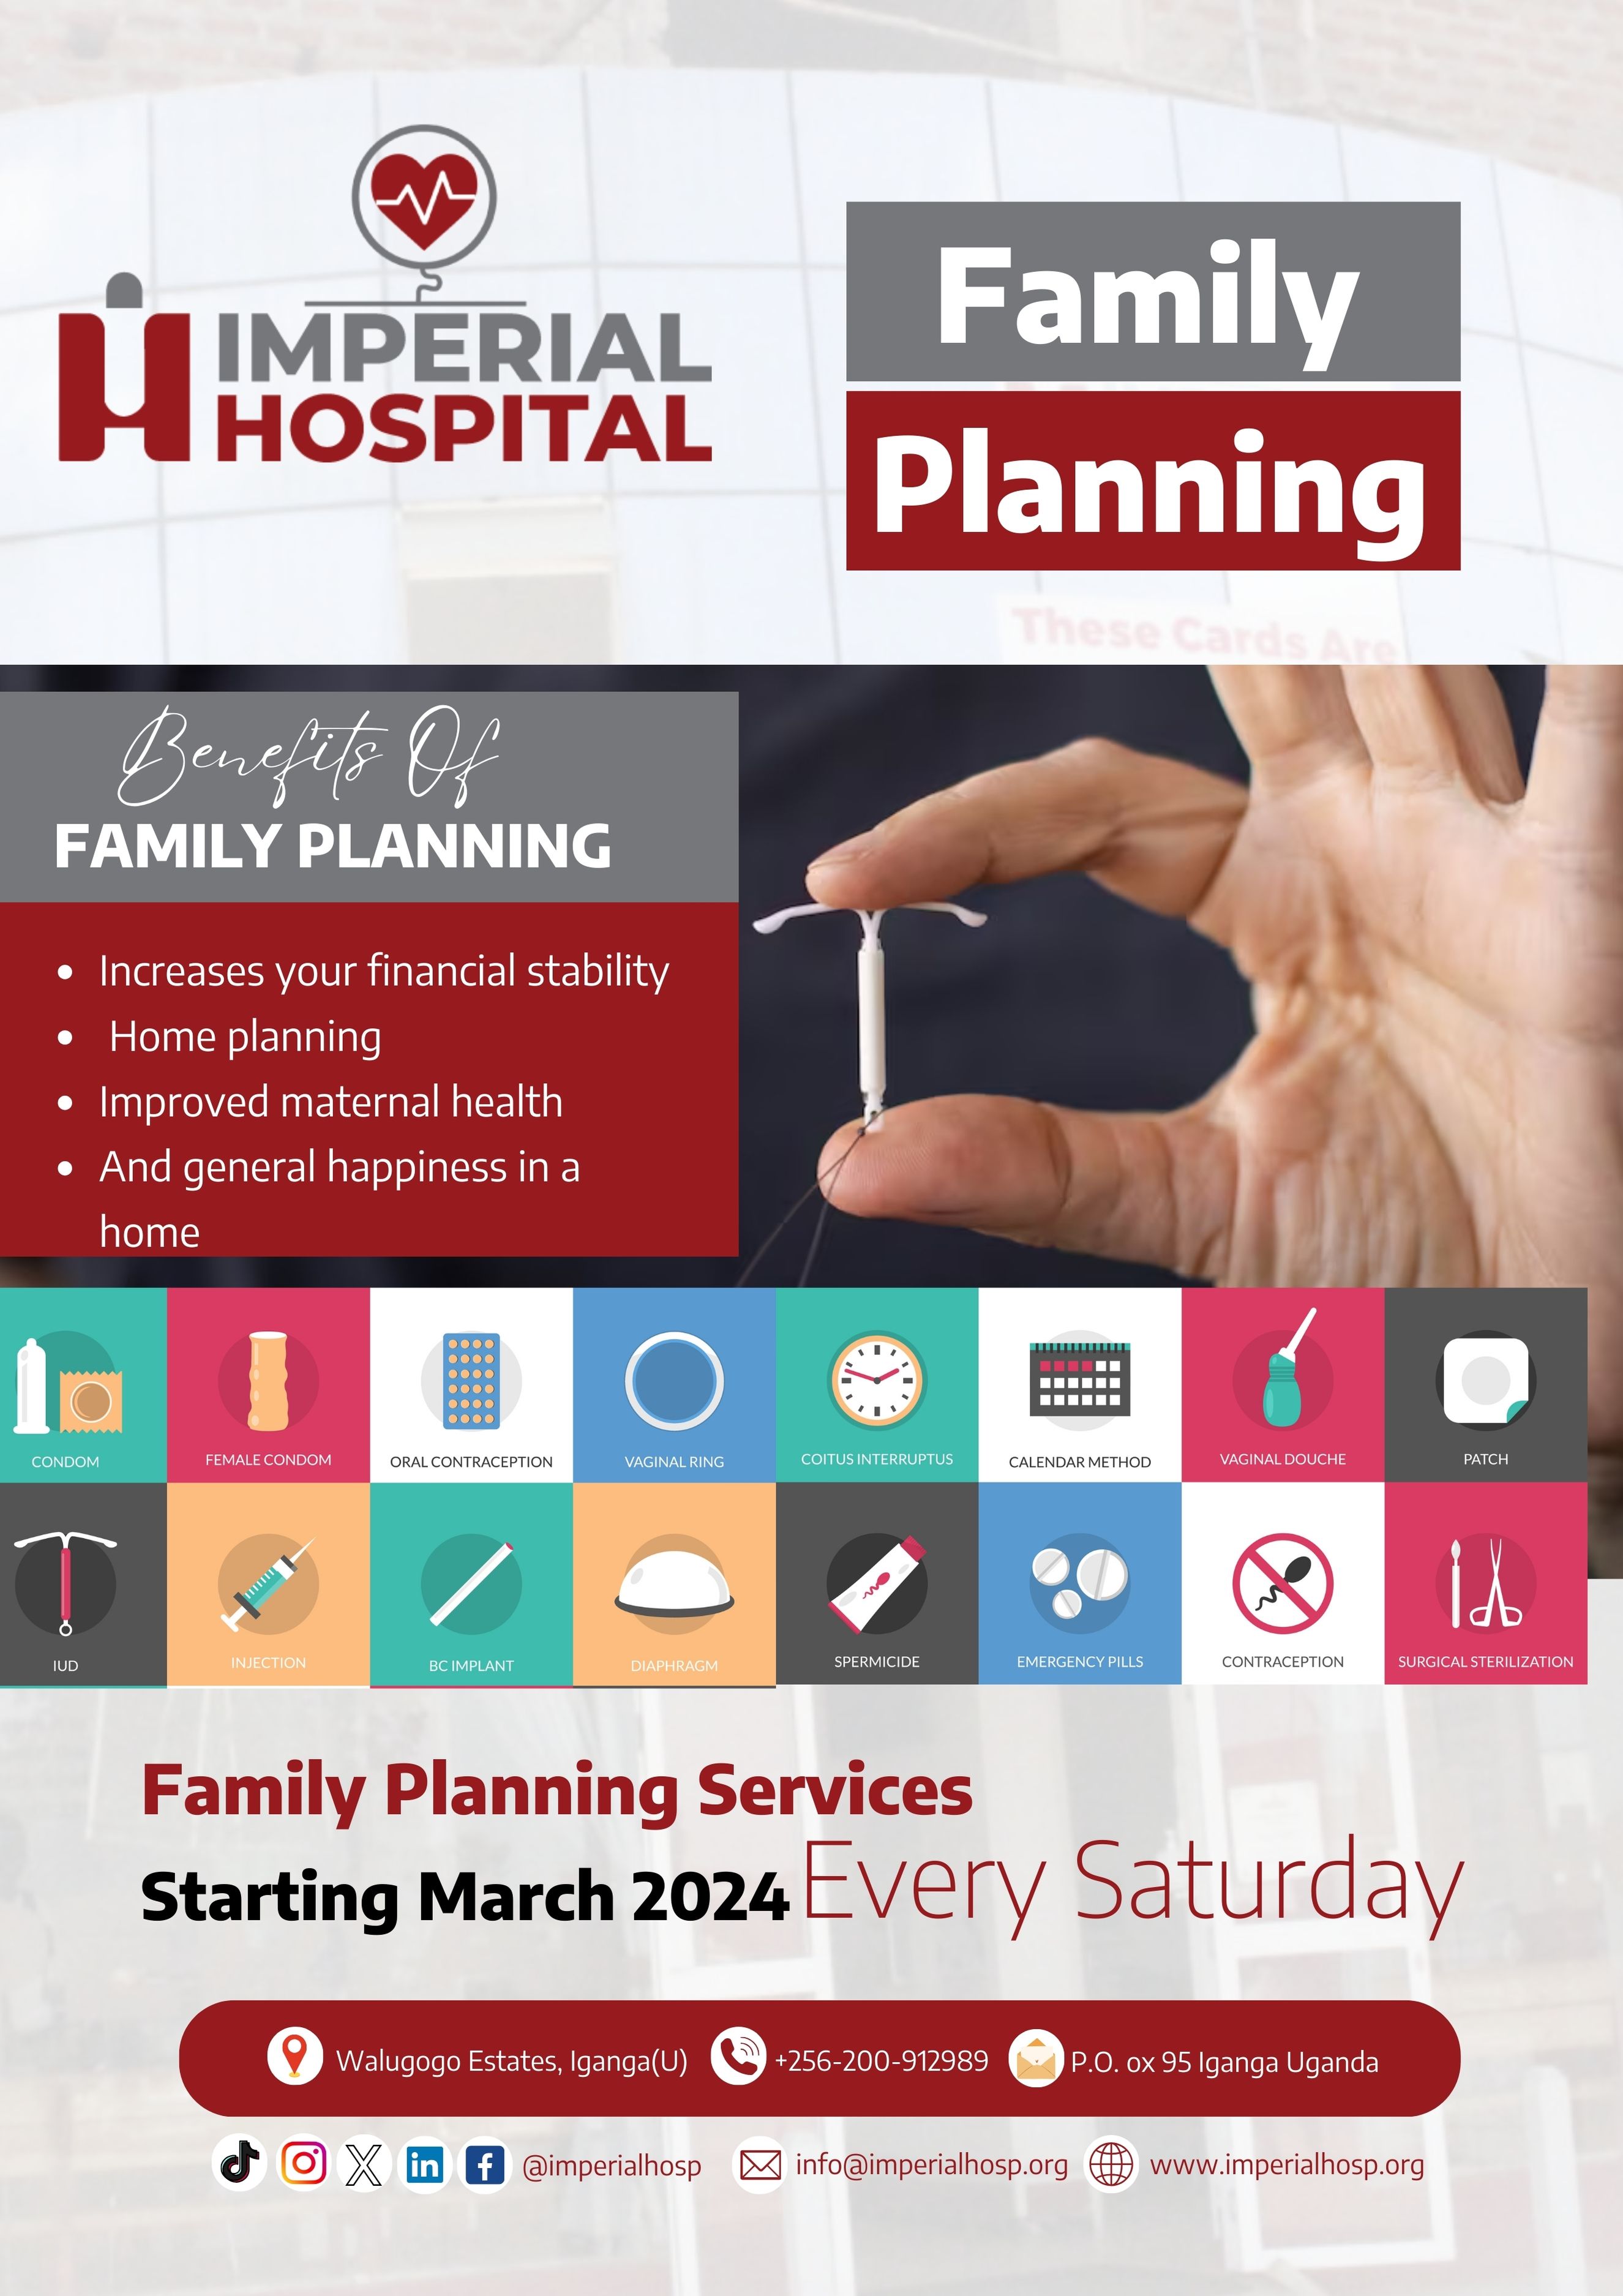 IMPERIAL
HOSPITAL
Family
Planning
These Cards Are
Benefits Of
FAMILY PLANNING
• Increases your financial stability
• Home planning
• Improved maternal health
• And general happiness in a
home
CONDOM
FEMALE CONDOM
ORAL CONTRACEPTION
VAGINAL RING
COITUS INTERRUPTUS
CALENDAR METHOD
VAGINAL DOUCHE
PATCH
IUD
INJECTION
BC IMPLANT
DIAPHRAGM
SPERMICIDE
EMERGENCY PILLS
CONTRACEPTION
SURGICAL STERILIZATION
Family Planning Services
Starting March 2024 Every Saturday
Walugogo Estates, Iganga(U) +256-200-912989 P.O. ox 95 Iganga Uganda
@imperialhosp info@imperialhosp.org www.imperialhosp.org